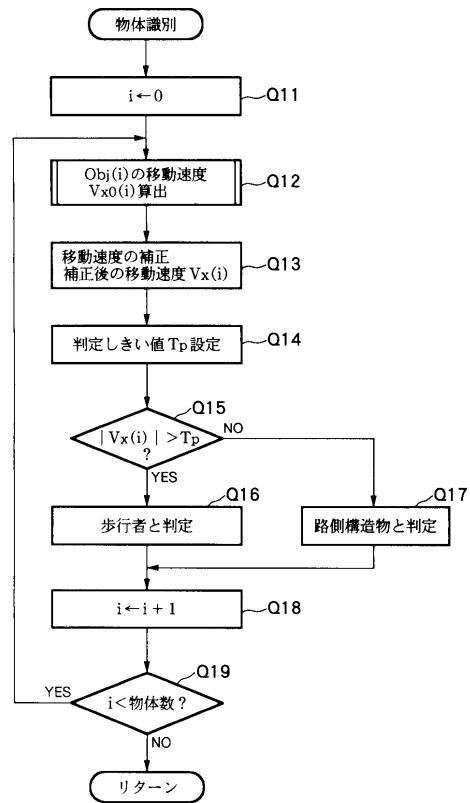 物体識別
i←0
Q11
Obj(i)の移動速度
Vx0(i)算出
Q12
移動速度の補正
補正後の移動速度Vx(i)
Q13
判定しきい値Tp設定
Q14
Q15
|Vx(i)|>Tp
?
NO
YES
Q16
歩行者と判定
Q17
路側構造物と判定
i←i+1
Q18
Q19
YES
i<物体数?
NO
リターン